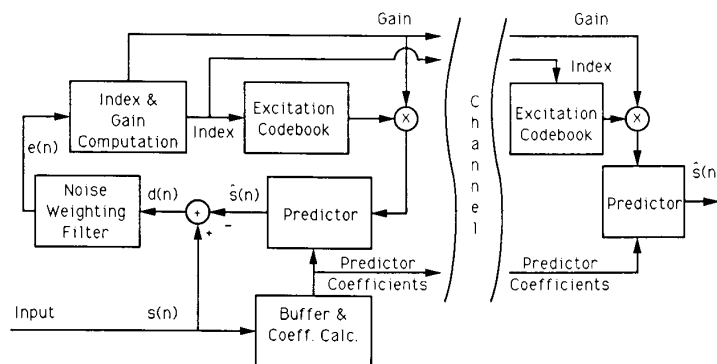 Gain
Gain
Index &
Gain
Computation
Index
Excitation
Codebook
×
Channel
Index
Excitation
Codebook
×
e(n)
Noise
Weighting
Filter
d(n)
+
+
-
ŝ(n)
Predictor
Predictor
ŝ(n)
Predictor
Coefficients
Predictor
Coefficients
Input
s(n)
Buffer &
Coeff. Calc.